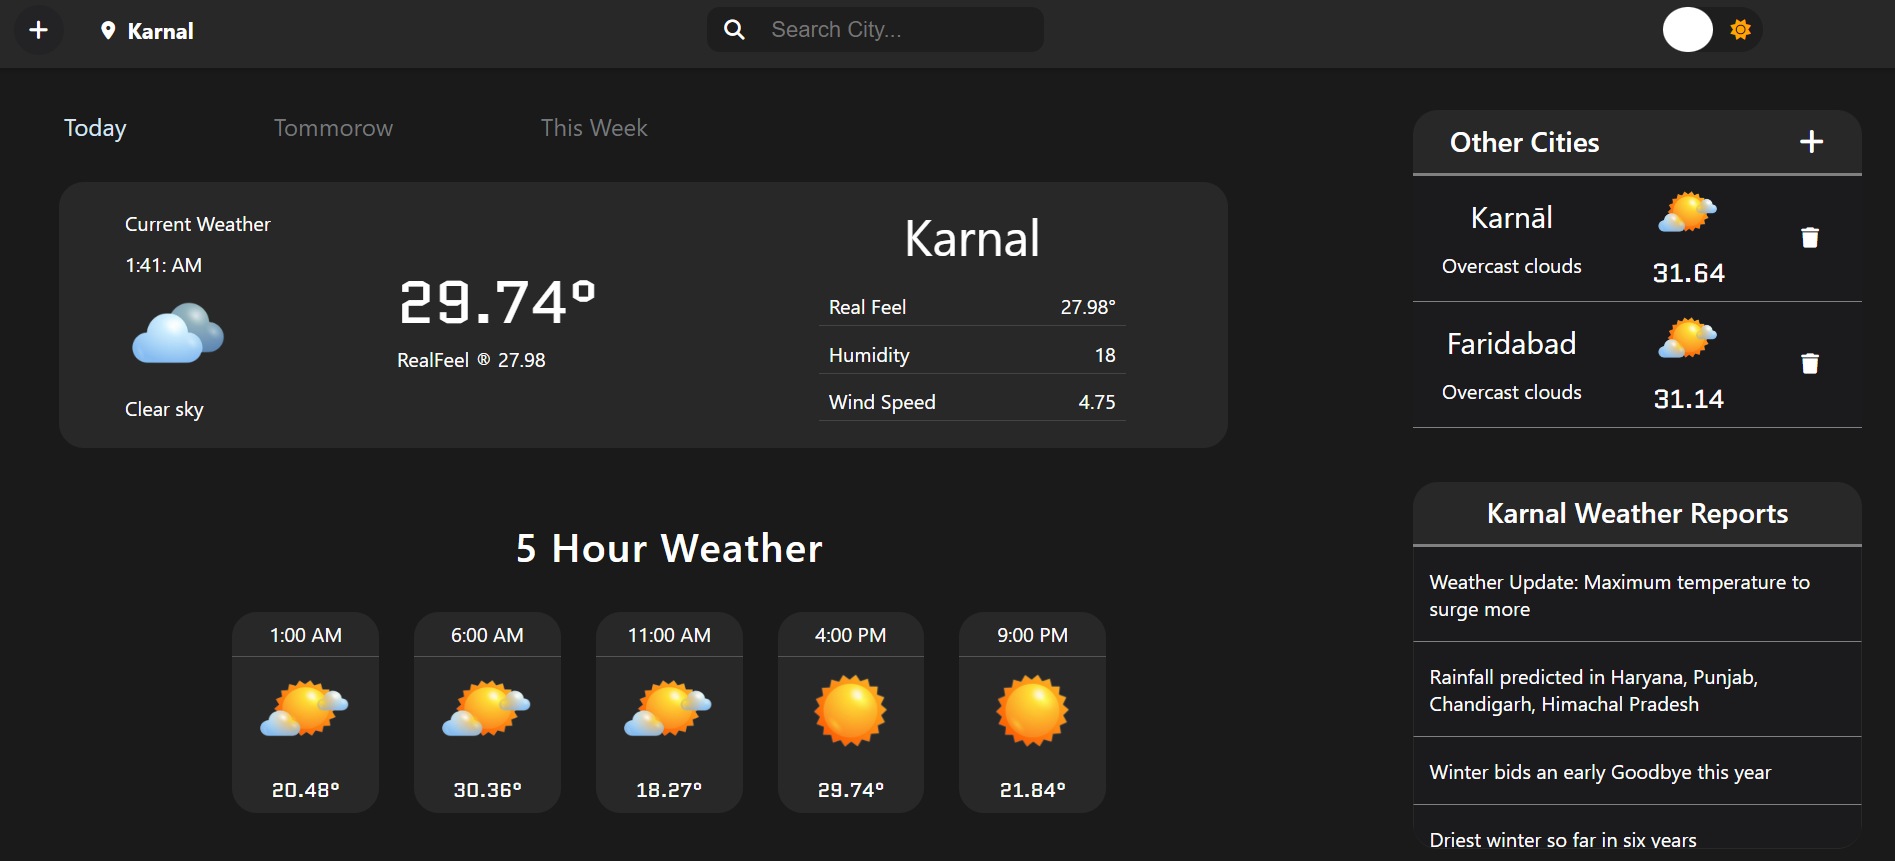 Karnal
Search City...
Today
Tommorow
This Week
Current Weather
1:41: AM
Clear sky
29.74°
RealFeel ® 27.98
Karnal
Real Feel 27.98°
Humidity 18
Wind Speed 4.75
5 Hour Weather
1:00 AM
20.48°
6:00 AM
30.36°
11:00 AM
18.27°
4:00 PM
29.74°
9:00 PM
21.84°
Other Cities
Karnāl
Overcast clouds
31.64
Faridabad
Overcast clouds
31.14
Karnal Weather Reports
Weather Update: Maximum temperature to
surge more
Rainfall predicted in Haryana, Punjab,
Chandigarh, Himachal Pradesh
Winter bids an early Goodbye this year
Driest winter so far in six years